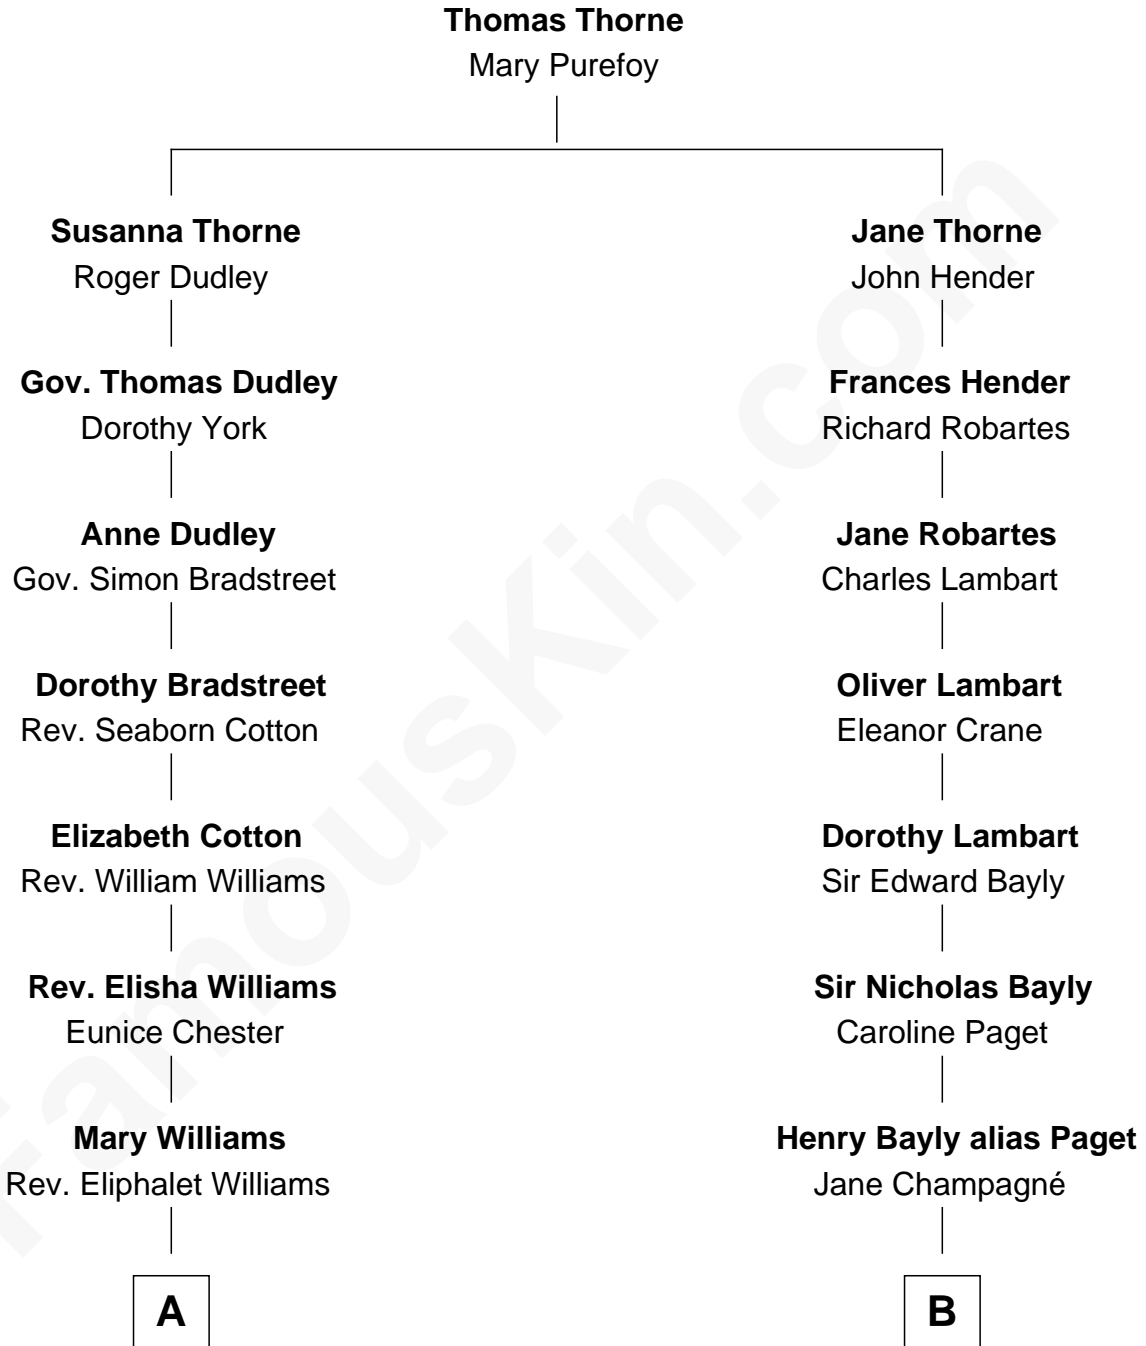 Thomas Thorne
Mary Purefoy
Susanna Thorne
Roger Dudley
Jane Thorne
John Hender
Gov. Thomas Dudley
Dorothy York
Frances Hender
Richard Robartes
Anne Dudley
Gov. Simon Bradstreet
Jane Robartes
Charles Lambart
Dorothy Bradstreet
Rev. Seaborn Cotton
Oliver Lambart
Eleanor Crane
Elizabeth Cotton
Rev. William Williams
Dorothy Lambart
Sir Edward Bayly
Rev. Elisha Williams
Eunice Chester
Sir Nicholas Bayly
Caroline Paget
Mary Williams
Rev. Eliphalet Williams
Henry Bayly alias Paget
Jane Champagné
A
B
FamousKin.com